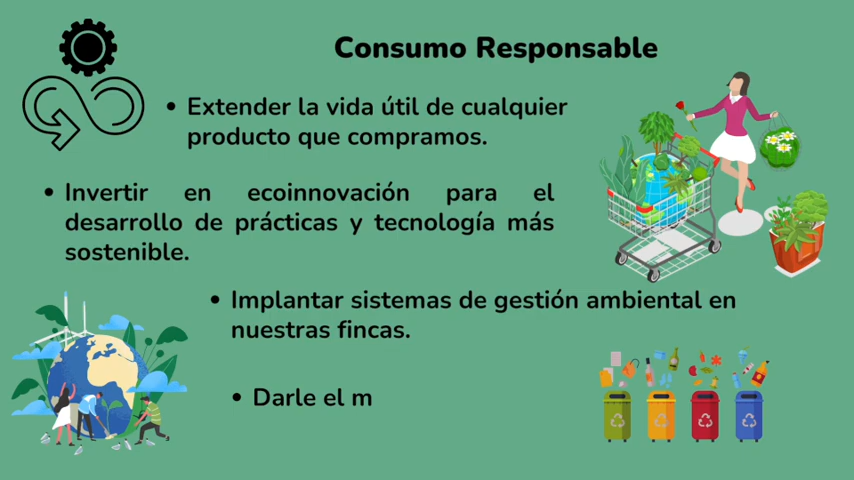 Consumo Responsable
• Extender la vida útil de cualquier
producto que compramos.
• Invertir en ecoinnovación para el
desarrollo de prácticas y tecnología más
sostenible.
• Implantar sistemas de gestión ambiental en
nuestras fincas.
• Darle el m